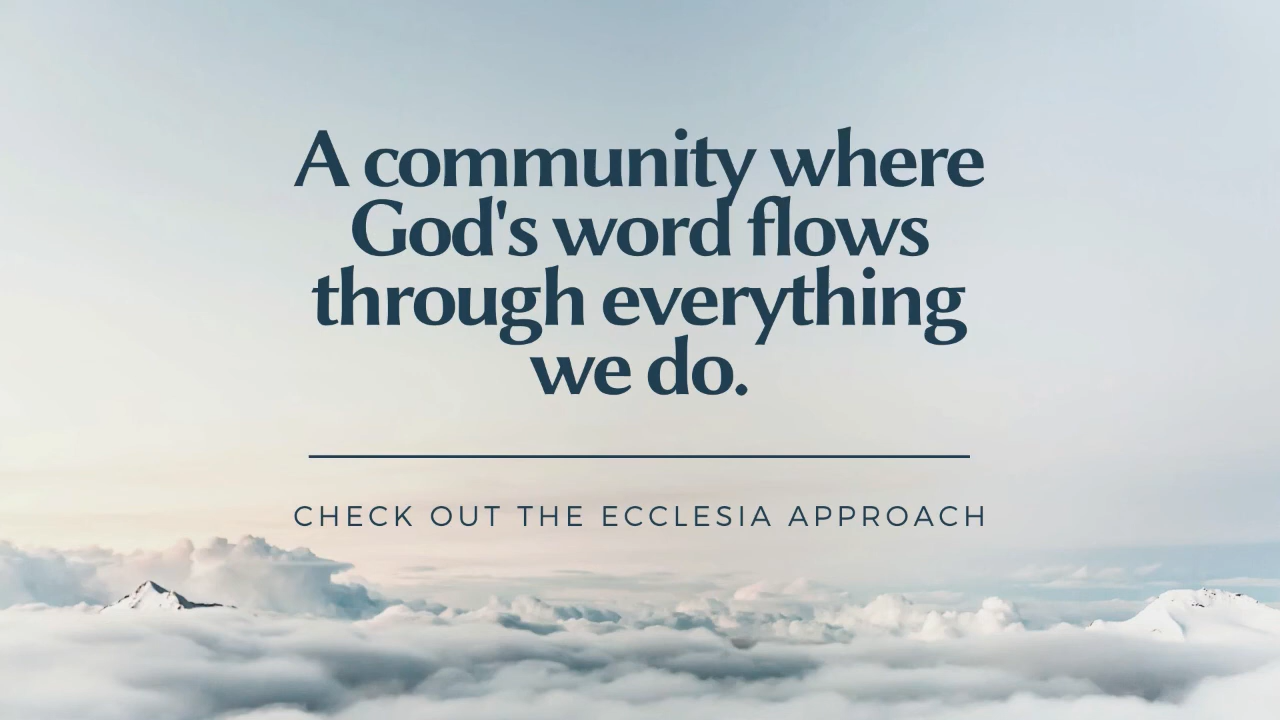 A community where
God's word flows
through everything
we do.
CHECK OUT THE ECCLESIA APPROACH